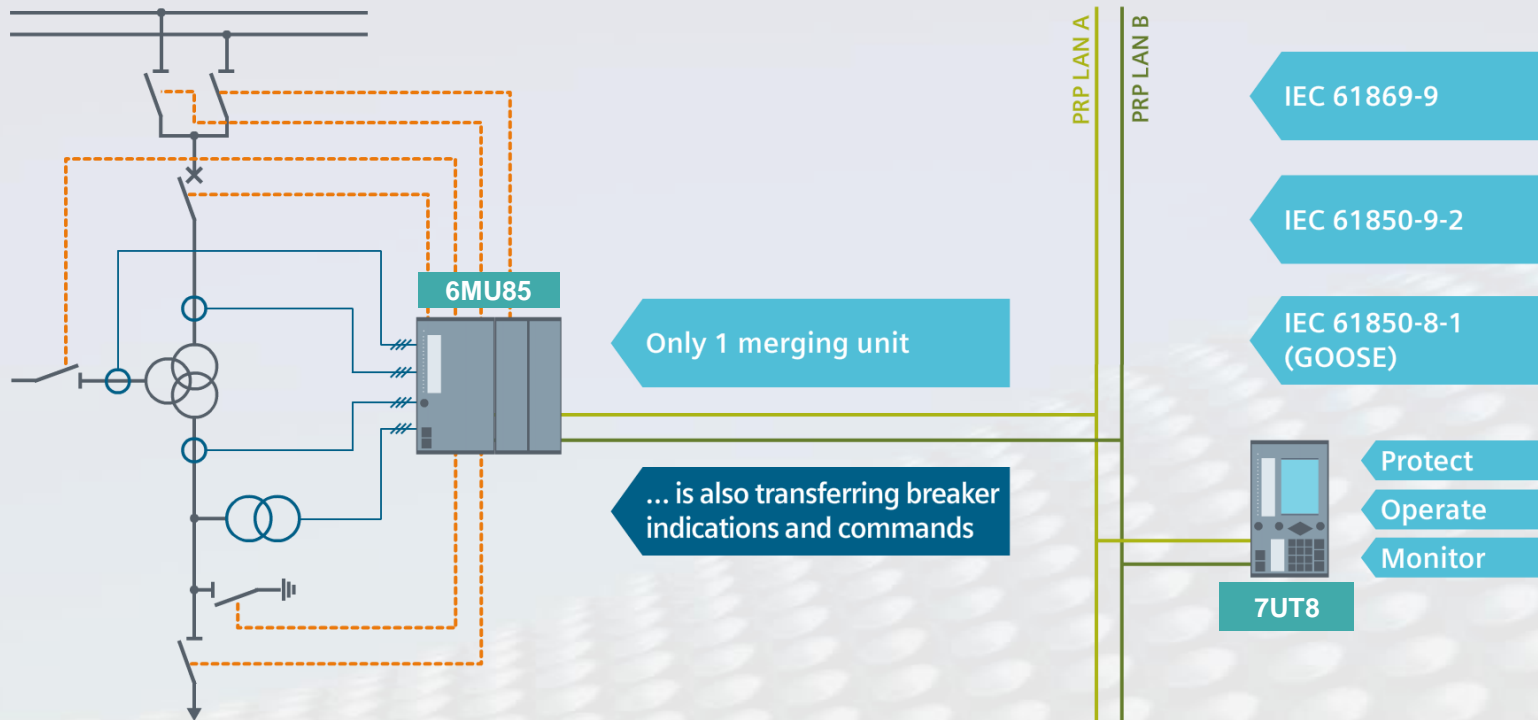 PRP LAN A
PRP LAN B
IEC 61869-9
IEC 61850-9-2
6MU85
Only 1 merging unit
IEC 61850-8-1
(GOOSE)
... is also transferring breaker
indications and commands
Protect
Operate
Monitor
7UT8